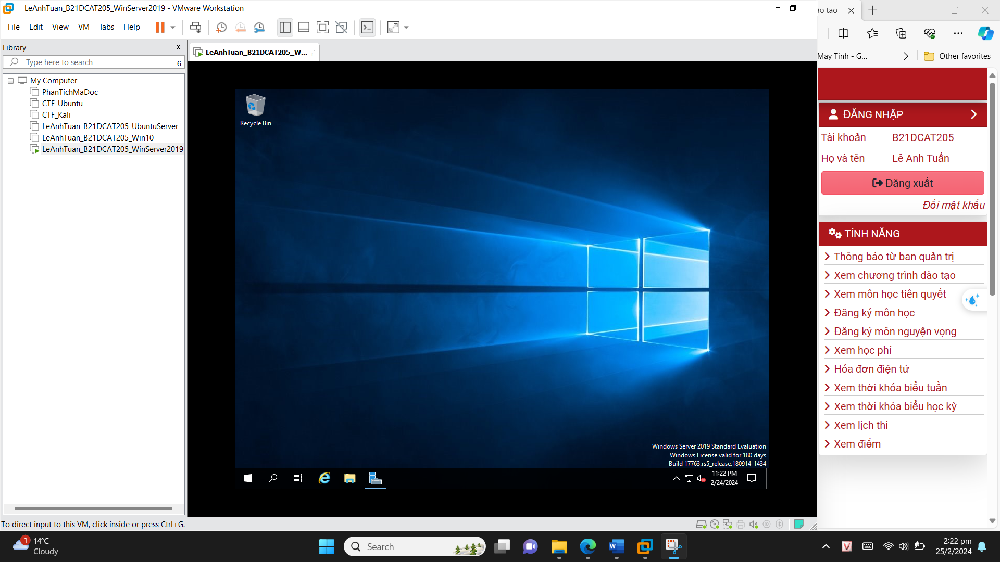 LeAnhTuan_B21DCAT205_WinServer2019 - VMware Workstation
File Edit View VM Tabs Help
Library
Type here to search
6
My Computer
PhanTichMaDoc
CTF_Ubuntu
CTF_Kali
LeAnhTuan_B21DCAT205_UbuntuServer
LeAnhTuan_B21DCAT205_Win10
LeAnhTuan_B21DCAT205_WinServer2019
LeAnhTuan_B21DCAT205_W...
Recycle Bin
Windows Server 2019 Standard Evaluation
Windows License valid for 180 days
Build 17763.rs5_release.180914-1434
11:22 PM
2/24/2024
To direct input to this VM, click inside or press Ctrl+G.
ạo tạo
May Tinh - G...
Other favorites
ĐĂNG NHẬP
Tài khoản B21DCAT205
Họ và tên Lê Anh Tuấn
Đăng xuất
Đổi mật khẩu
TÍNH NĂNG
Thông báo từ ban quản trị
Xem chương trình đào tạo
Xem môn học tiên quyết
Đăng ký môn học
Đăng ký môn nguyện vọng
Xem học phí
Hóa đơn điện tử
Xem thời khóa biểu tuần
Xem thời khóa biểu học kỳ
Xem lịch thi
Xem điểm
1
14°C
Cloudy
Search
2:22 pm
25/2/2024